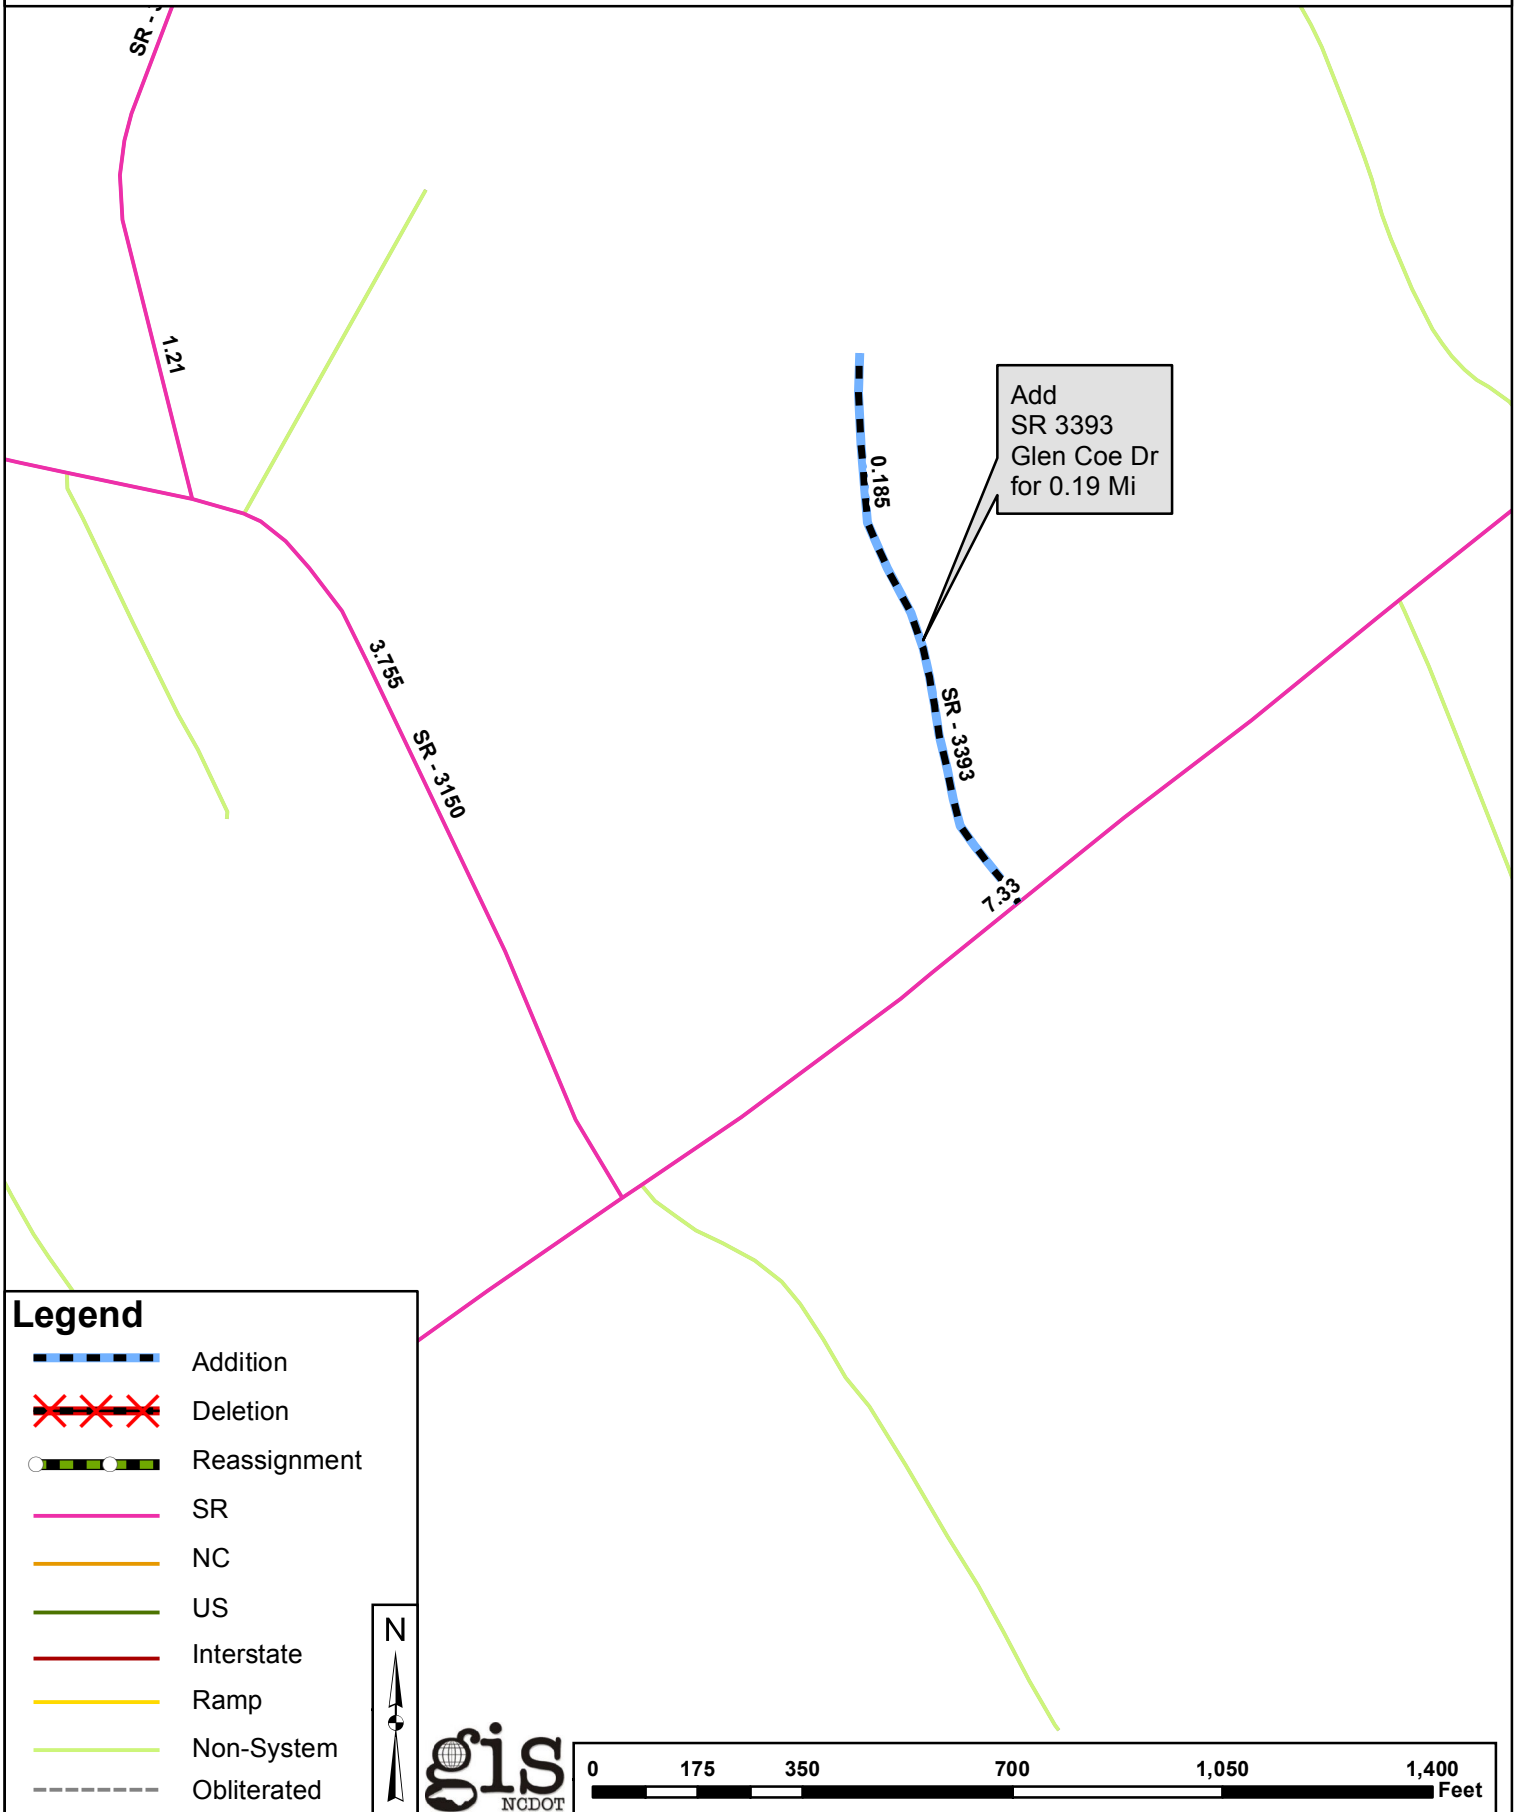 SR -
1.21
Add
SR 3393
Glen Coe Dr
for 0.19 Mi
0.185
3.755
SR - 3150
SR - 3393
7.33
Legend
Addition
Deletion
Reassignment
SR
NC
US
Interstate
Ramp
Non-System
Obliterated
N
gis
NCDOT
0 175 350 700 1,050 1,400
Feet